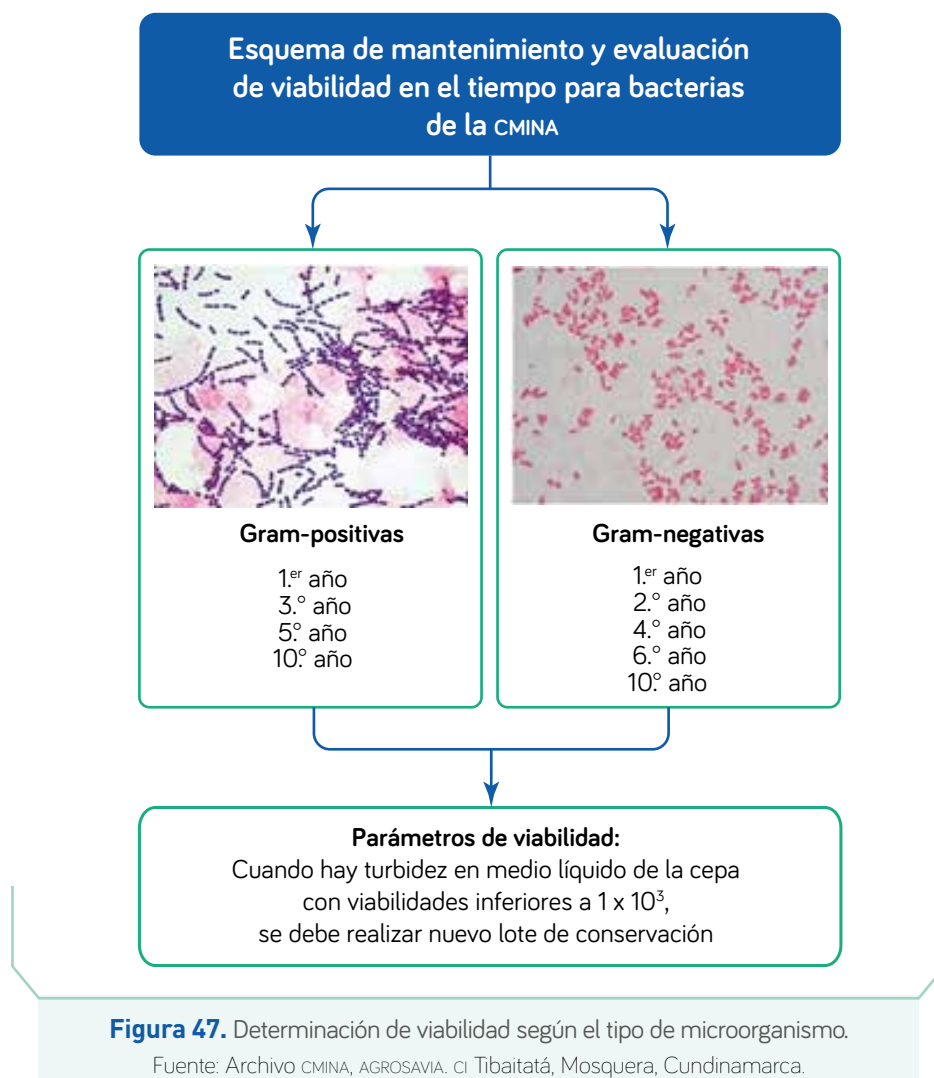 Esquema de mantenimiento y evaluación
de viabilidad en el tiempo para bacterias
de la CMINA
Gram-positivas
1.er año
3.° año
5.° año
10.° año
Gram-negativas
1.er año
2.° año
4.° año
6.° año
10.° año
Parámetros de viabilidad:
Cuando hay turbidez en medio líquido de la cepa
con viabilidades inferiores a 1 x 10³,
se debe realizar nuevo lote de conservación
Figura 47. Determinación de viabilidad según el tipo de microorganismo.
Fuente: Archivo CMINA, AGROSAVIA. CI Tibaitatá, Mosquera, Cundinamarca.